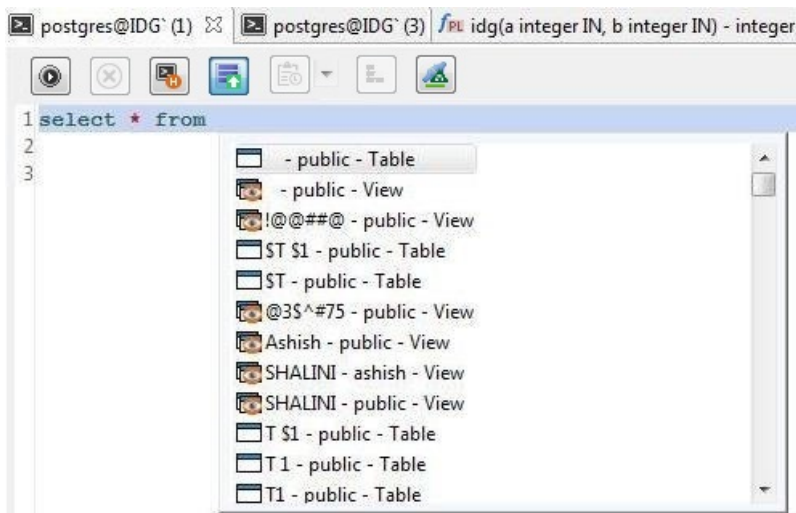 postgres@IDG` (1) postgres@IDG` (3) PL idg(a integer IN, b integer IN) - integer
1 select * from
2
3
- public - Table
- public - View
!@@##@ - public - View
$T $1 - public - Table
$T - public - Table
@3$^#75 - public - View
Ashish - public - View
SHALINI - ashish - View
SHALINI - public - View
T $1 - public - Table
T 1 - public - Table
T1 - public - Table